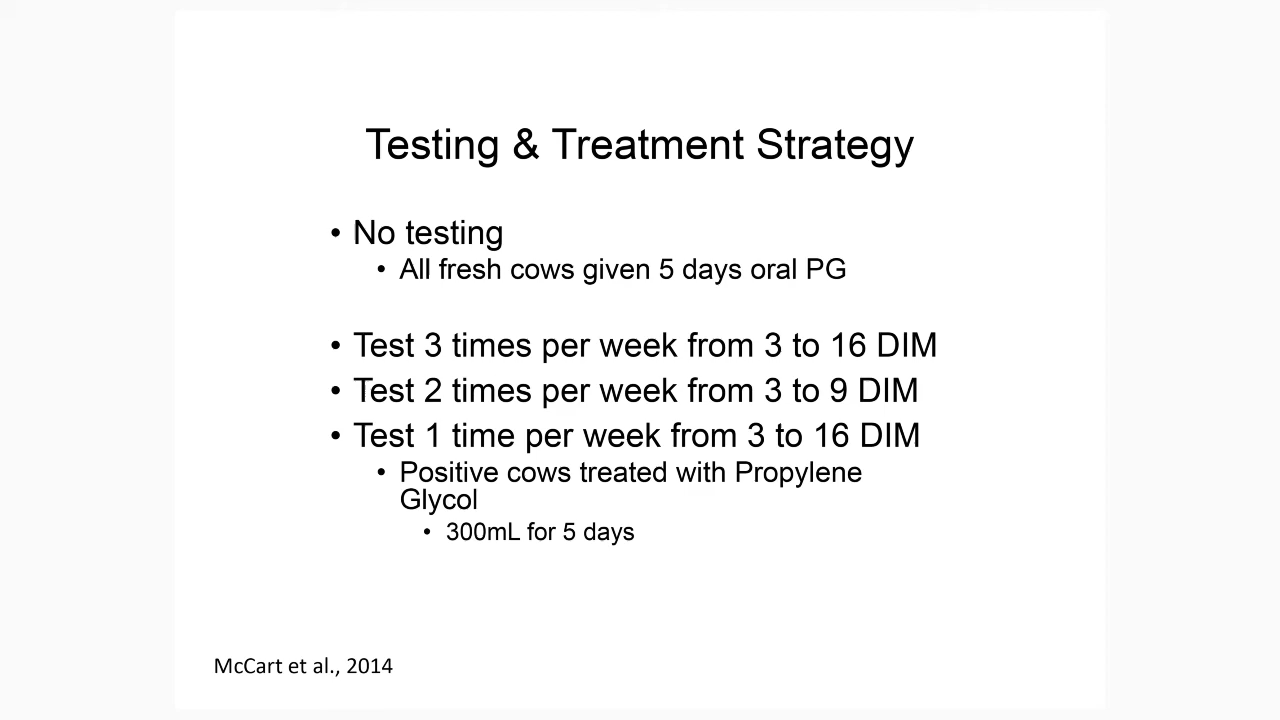 Testing & Treatment Strategy
• No testing
• All fresh cows given 5 days oral PG
• Test 3 times per week from 3 to 16 DIM
• Test 2 times per week from 3 to 9 DIM
• Test 1 time per week from 3 to 16 DIM
• Positive cows treated with Propylene
Glycol
• 300mL for 5 days
McCart et al., 2014